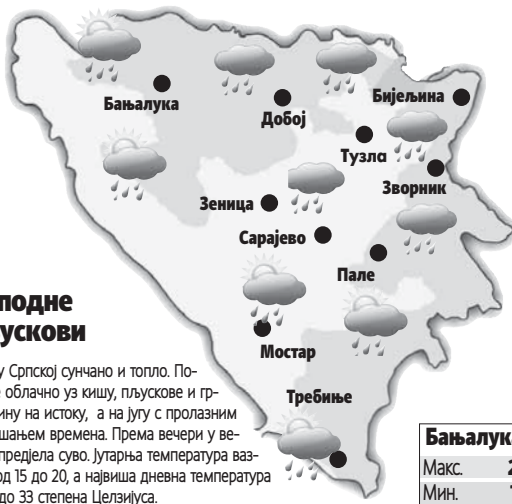 Бањалука
Добој
Бијељина
Тузла
Зворник
Зеница
Сарајево
Пале
Мостар
Требиње
подне
ускови
у Српској сунчано и топло. По-
облачно уз кишу, пљускове и гр-
ину на истоку, а на југу с пролазним
шањем времена. Према вечери у ве-
предјела суво. Јутарња температура ваз-
од 15 до 20, а највиша дневна температура
до 33 степена Целзијуса.
Бањалука
Макс.
Мин.